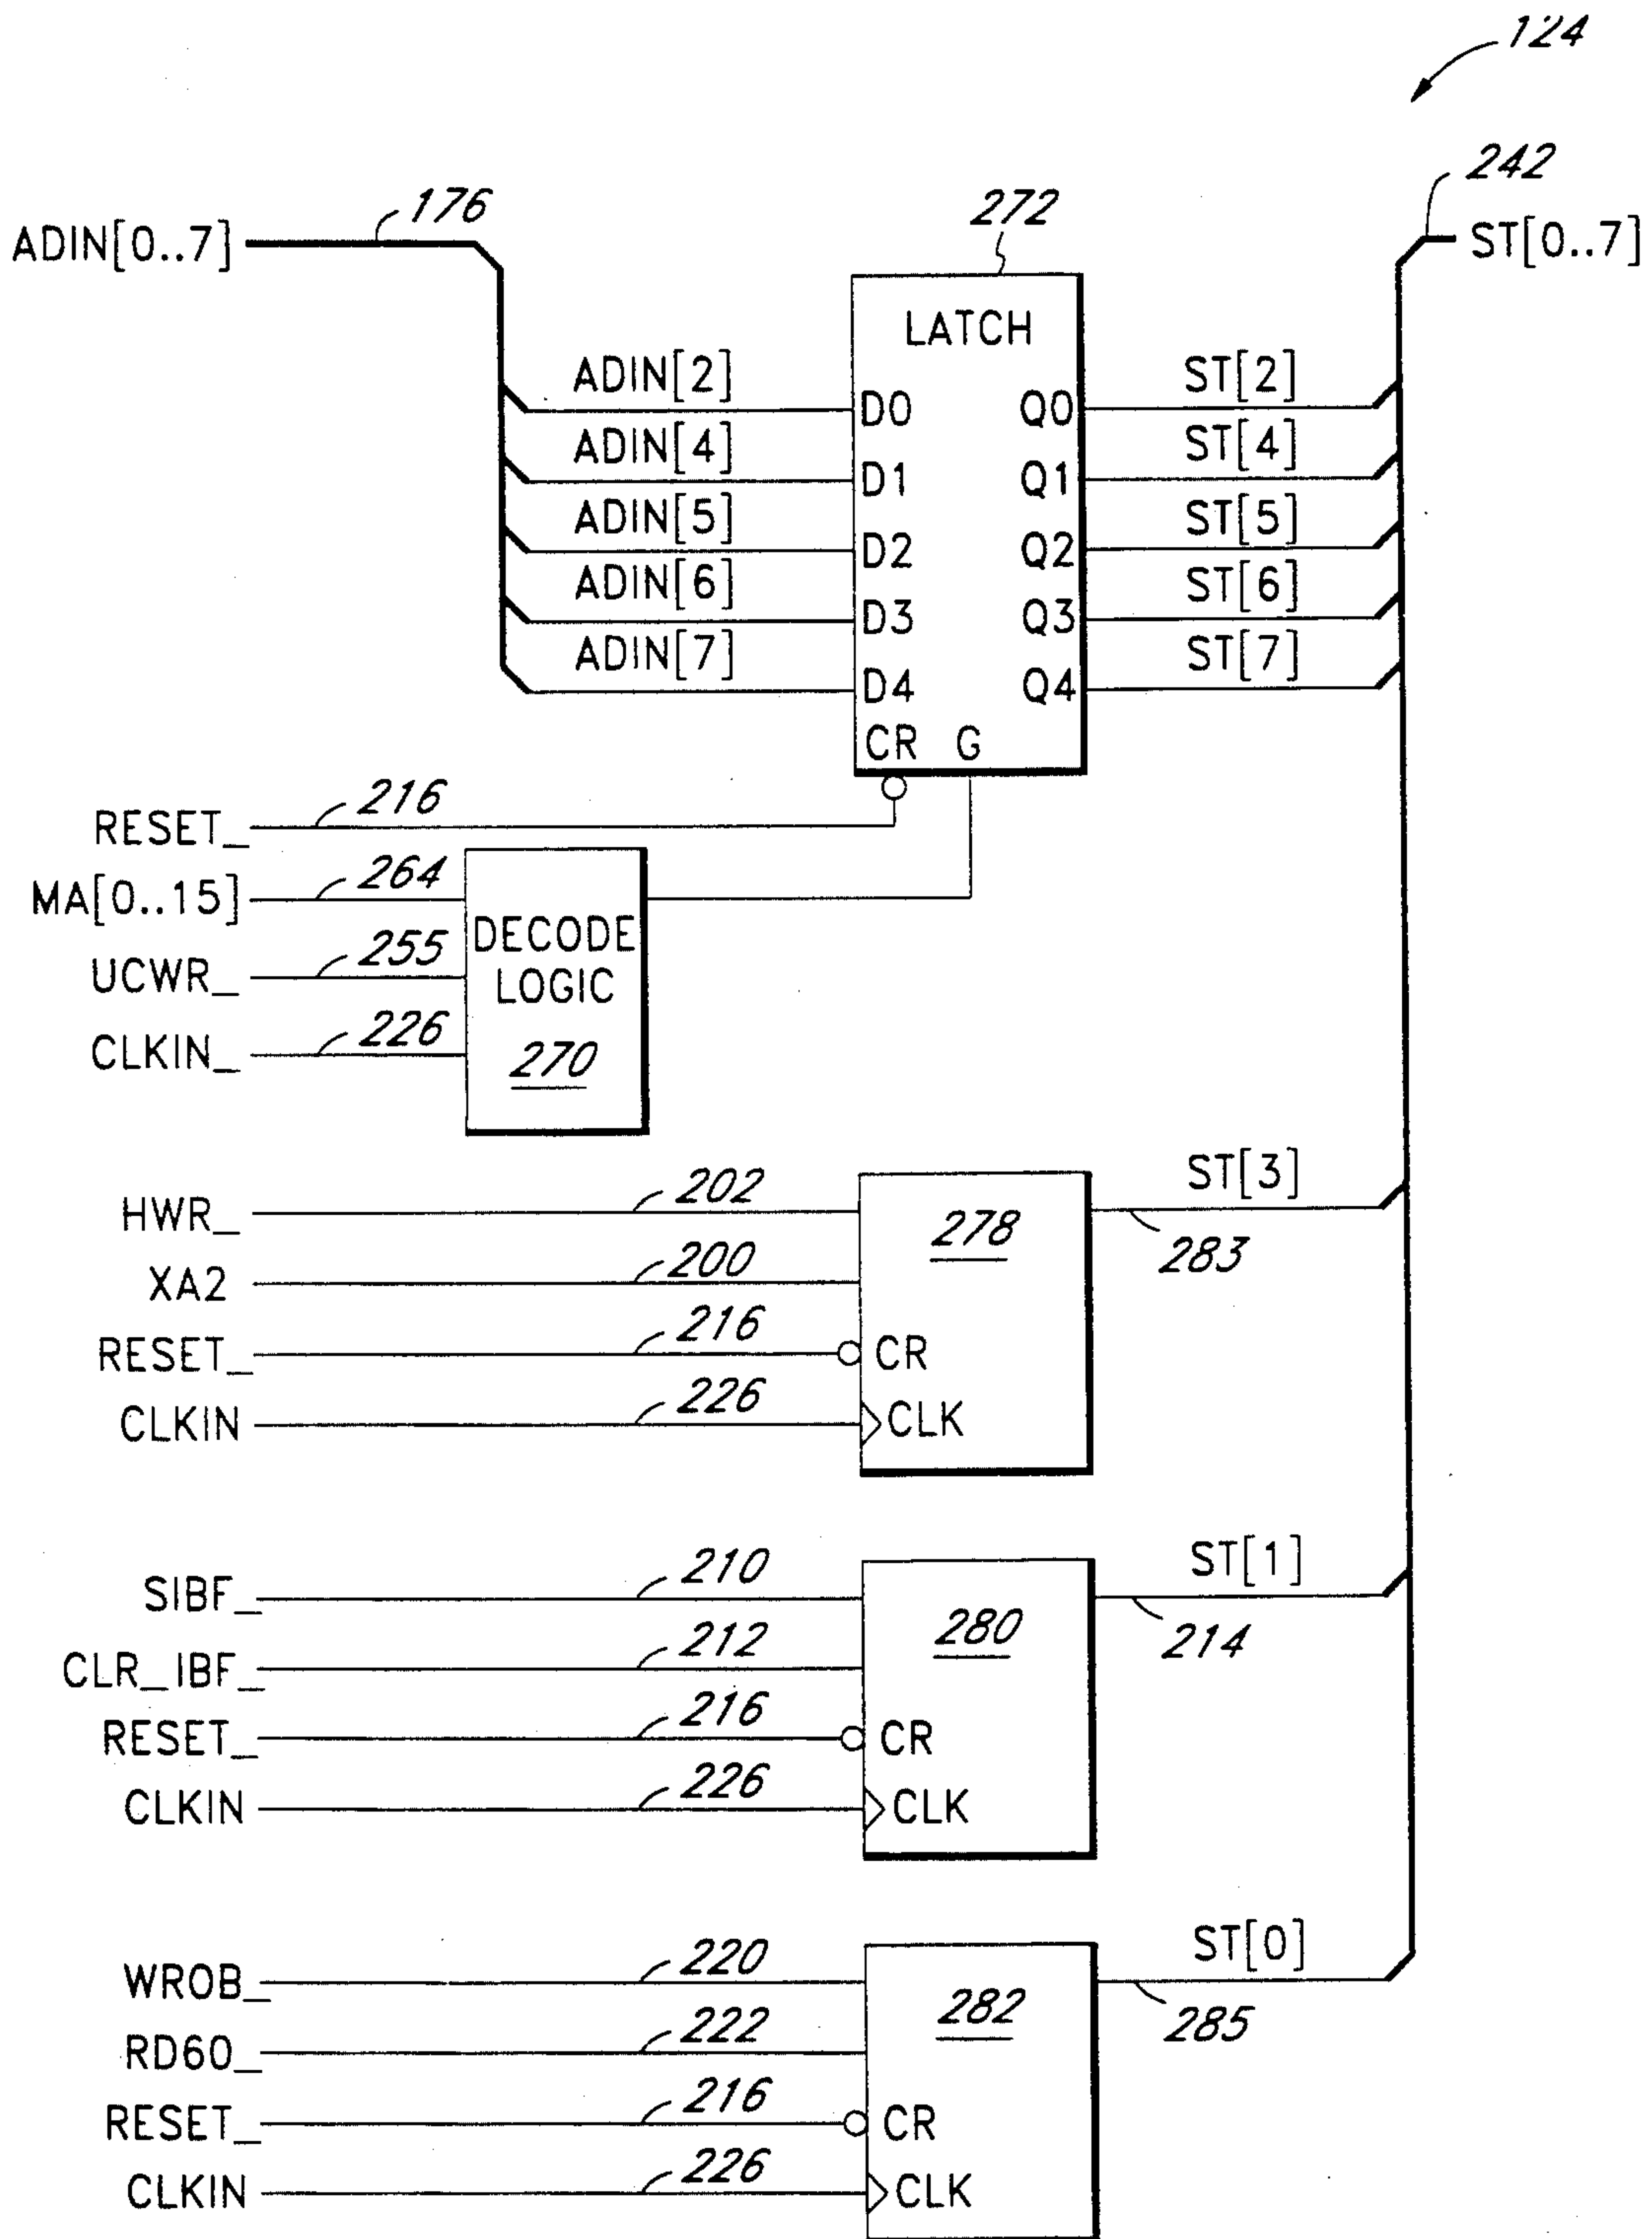 124
242
176
272
ADIN[0..7]
ST[0..7]
LATCH
ADIN[2]
D0
Q0
ST[2]
ADIN[4]
D1
Q1
ST[4]
ADIN[5]
D2
Q2
ST[5]
ADIN[6]
D3
Q3
ST[6]
ADIN[7]
D4
Q4
ST[7]
CR G
RESET_
216
MA[0..15]
264
UCWR_
255
CLKIN_
226
DECODE
LOGIC
270
HWR_
202
278
ST[3]
283
XA2
200
RESET_
216
CR
CLKIN
226
CLK
SIBF_
210
280
ST[1]
214
CLR_IBF_
212
RESET_
216
CR
CLKIN
226
CLK
WROB_
220
282
ST[0]
285
RD60_
222
RESET_
216
CR
CLKIN
226
CLK